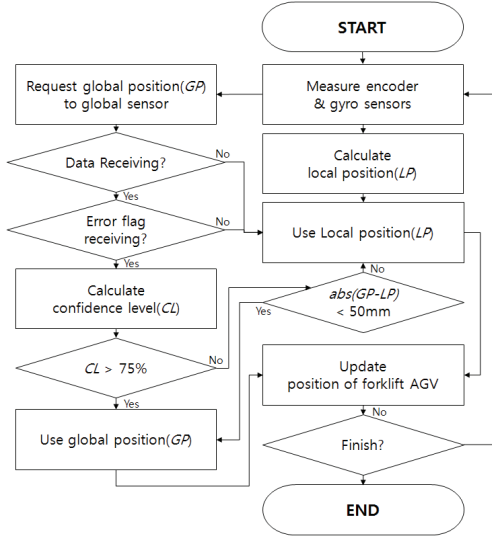 START
Request global position(GP)
to global sensor
Measure encoder
& gyro sensors
Data Receiving?
No
Yes
Calculate
local position(LP)
Error flag
receiving?
No
Yes
Use Local position(LP)
Calculate
confidence level(CL)
No
abs(GP-LP)
< 50mm
Yes
CL > 75%
No
Yes
Update
position of forklift AGV
Use global position(GP)
No
Finish?
END